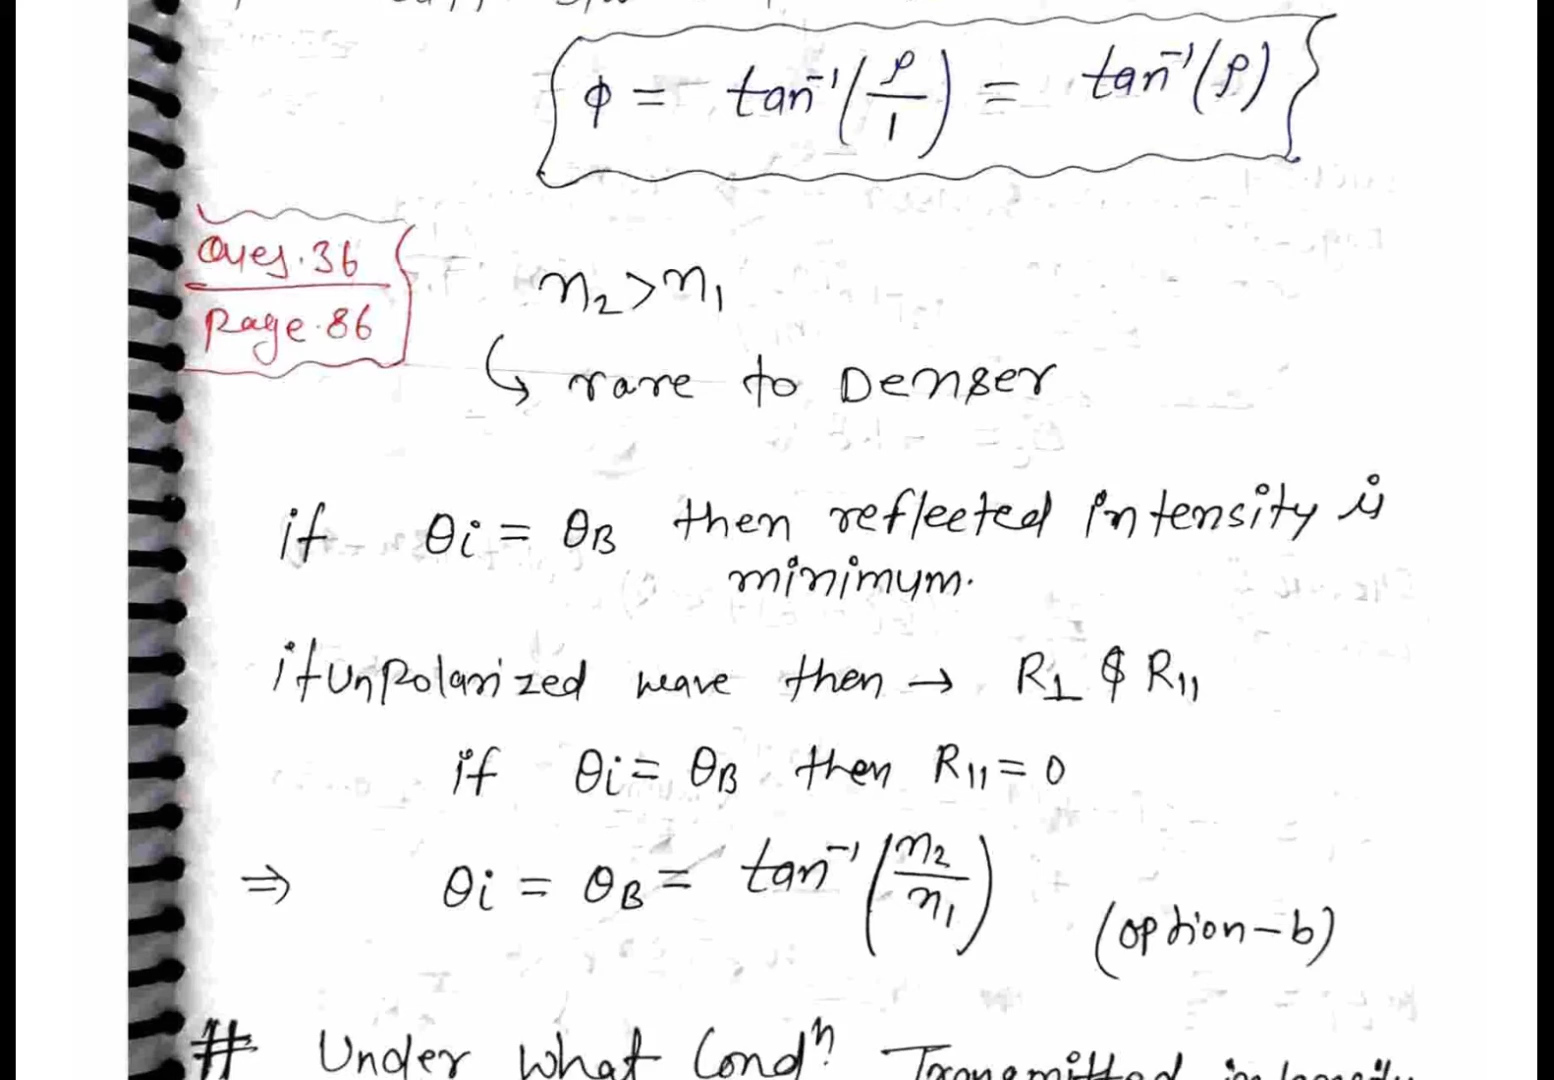 φ = tan⁻¹(ρ/1) = tan⁻¹(ρ)
Ques.36
Page.86
n₂>n₁
↳ rare to Denser
if θi = θB then reflected intensity is
minimum.
if unpolarized wave then → R⊥ & R||
if θi = θB then R|| = 0
⇒ θi = θB = tan⁻¹(n₂/n₁) (option-b)
# Under what Condⁿ Transmitted intensity